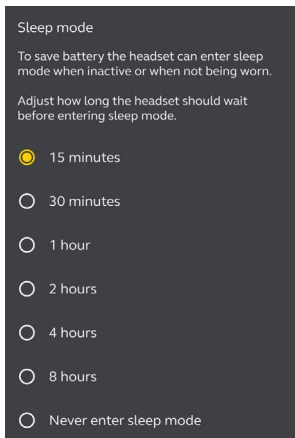 Sleep mode
To save battery the headset can enter sleep
mode when inactive or when not being worn.
Adjust how long the headset should wait
before entering sleep mode.
15 minutes
30 minutes
1 hour
2 hours
4 hours
8 hours
Never enter sleep mode